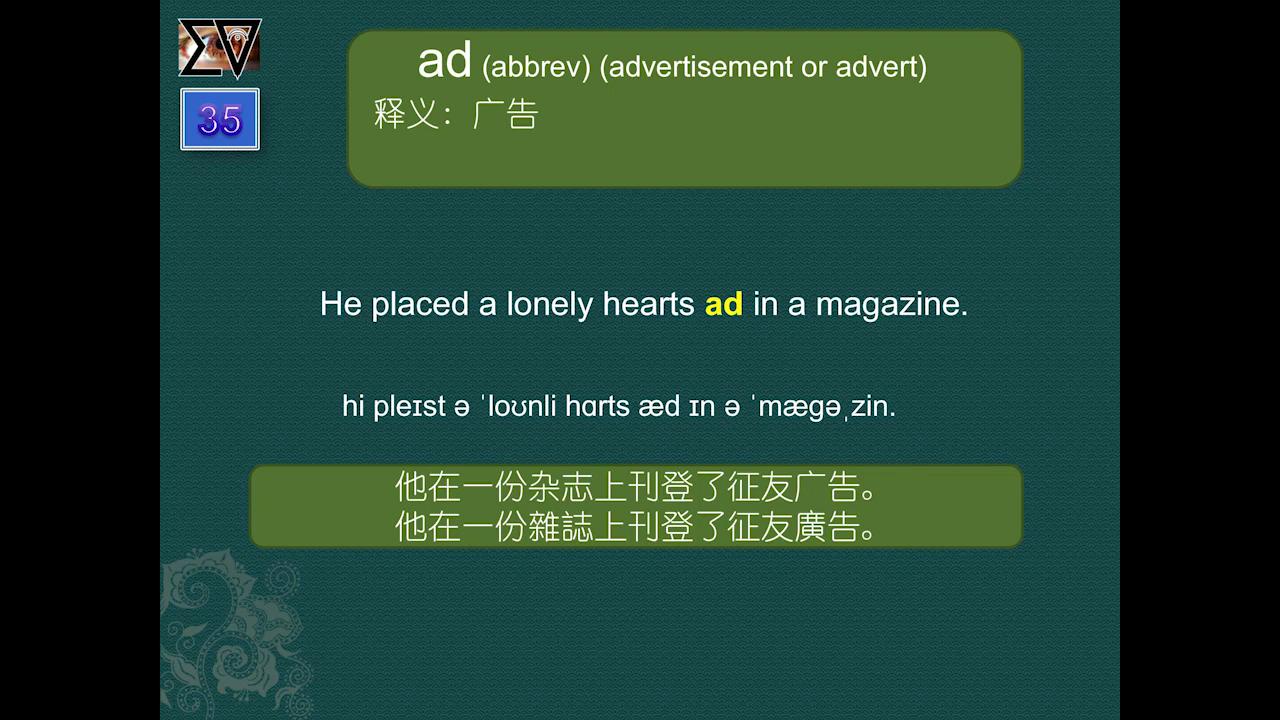 ΣV
35
ad (abbrev) (advertisement or advert)
释义：广告
He placed a lonely hearts ad in a magazine.
hi pleɪst ə ˈloʊnli hɑrts æd ɪn ə ˈmægəˌzin.
他在一份杂志上刊登了征友广告。
他在一份雜誌上刊登了征友廣告。